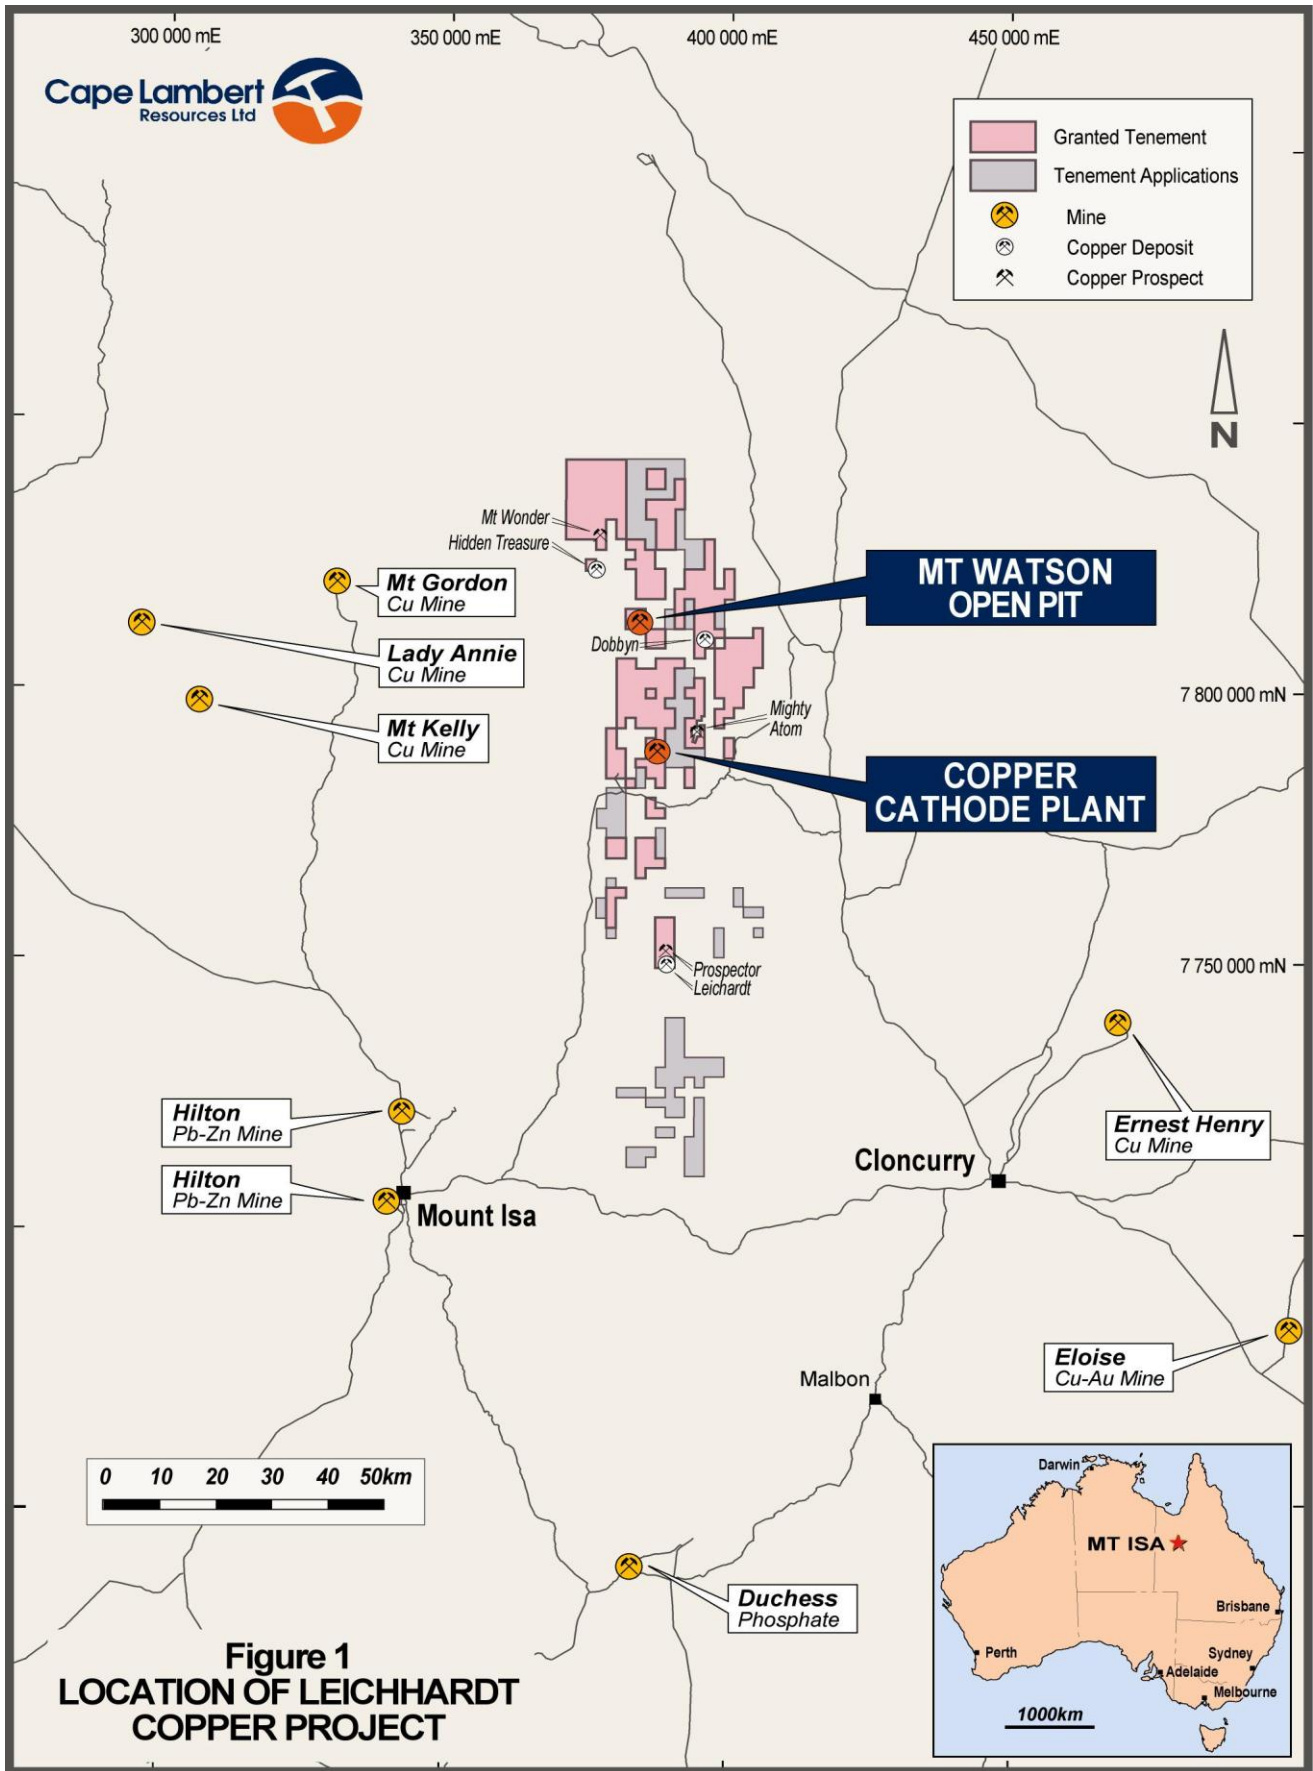 300 000 mE
350 000 mE
400 000 mE
450 000 mE
Cape Lambert
Resources Ltd
Granted Tenement
Tenement Applications
Mine
Copper Deposit
Copper Prospect
N
Mt Wonder
Hidden Treasure
MT WATSON
OPEN PIT
Mt Gordon
Cu Mine
Dobbyn
Lady Annie
Cu Mine
7 800 000 mN
Mt Kelly
Cu Mine
Mighty
Atom
COPPER
CATHODE PLANT
7 750 000 mN
Prospector
Leichardt
Hilton
Pb-Zn Mine
Ernest Henry
Cu Mine
Cloncurry
Hilton
Pb-Zn Mine
Mount Isa
Eloise
Cu-Au Mine
Malbon
0 10 20 30 40 50km
Duchess
Phosphate
Figure 1
LOCATION OF LEICHHARDT
COPPER PROJECT
Darwin
MT ISA
Brisbane
Perth
Sydney
Adelaide
Melbourne
1000km